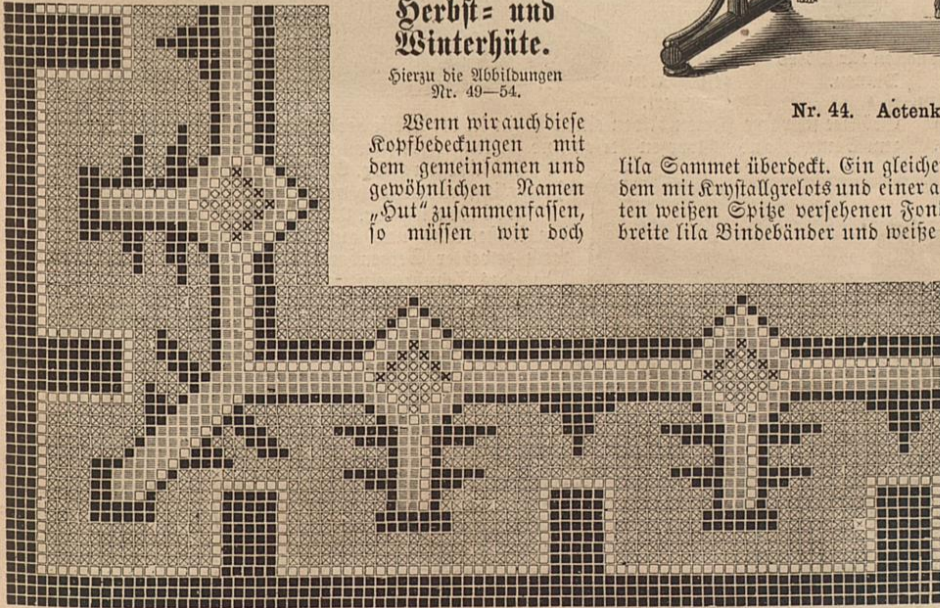 Herbst- und
Winterhüte.
Hierzu die Abbildungen
Nr. 49—54.
Wenn wir auch diese
Kopfbedeckungen mit
dem gemeinsamen und
gewöhnlichen Namen
„Hut“ zusammenfassen,
so müssen wir doch
Nr. 44. Actenk
lila Sammet überdeckt. Ein gleiche
dem mit Krystallgrelots und einer a
ten weißen Spitze versehenen Fon
breite lila Bindebänder und weiße